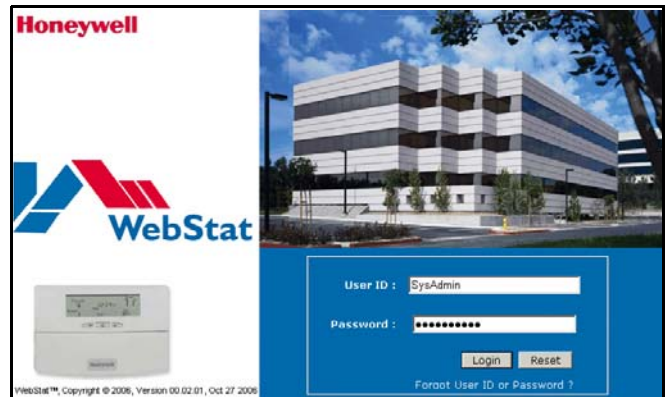 Honeywell
WebStat
User ID :
SysAdmin
Password :
••••••••••
Login
Reset
Forgot User ID or Password ?
WebStat™, Copyright © 2006, Version 00.02.01, Oct 27 2006